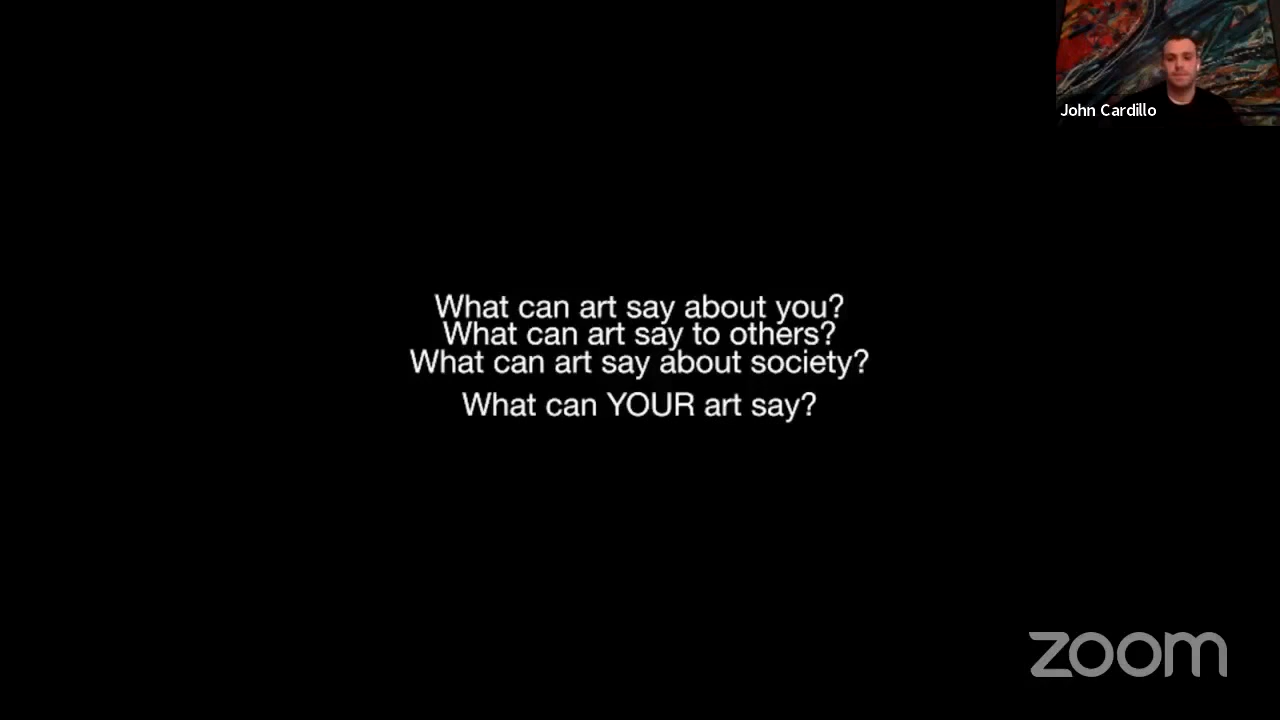 John Cardillo
What can art say about you?
What can art say to others?
What can art say about society?
What can YOUR art say?
zoom